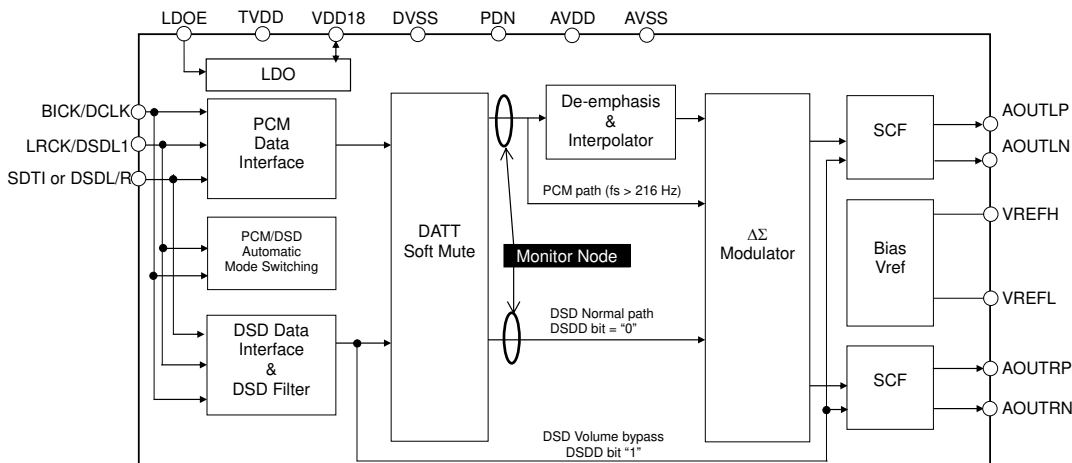 LDOE TVDD VDD18 DVSS PDN AVDD AVSS
LDO
BICK/DCLK
LRCK/DSDL1
SDTI or DSDL/R
PCM
Data
Interface
PCM/DSD
Automatic
Mode Switching
DSD Data
Interface
&
DSD Filter
DATT
Soft Mute
De-emphasis
&
Interpolator
PCM path (fs > 216 Hz)
Monitor Node
DSD Normal path
DSDD bit = “0”
DSD Volume bypass
DSDD bit “1”
ΔΣ
Modulator
SCF
Bias
Vref
SCF
AOUTLP
AOUTLN
VREFH
VREFL
AOUTRP
AOUTRN